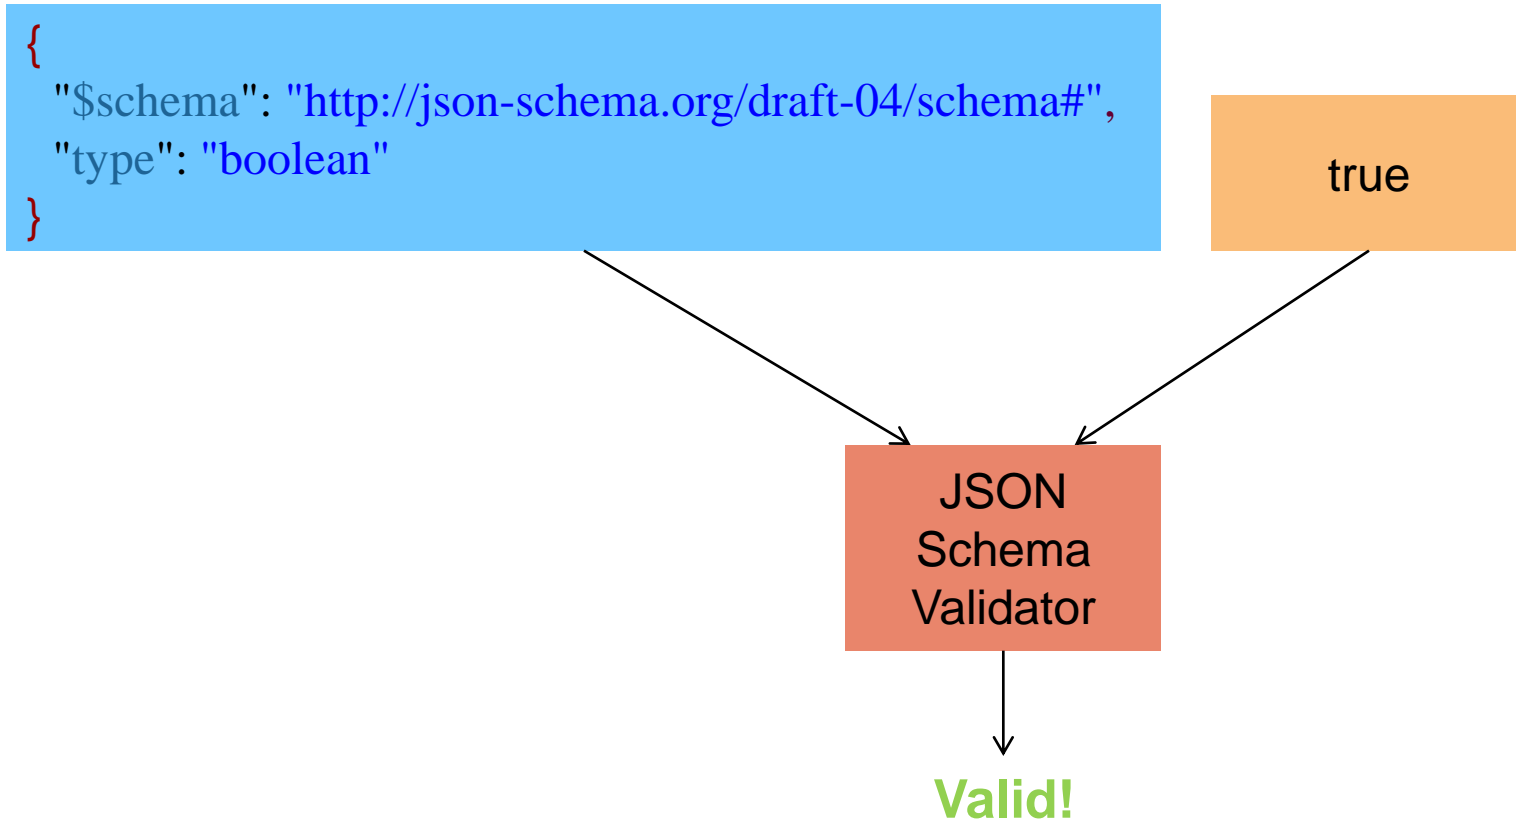 {
"$schema": "http://json-schema.org/draft-04/schema#",
"type": "boolean"
}
true
JSON
Schema
Validator
Valid!